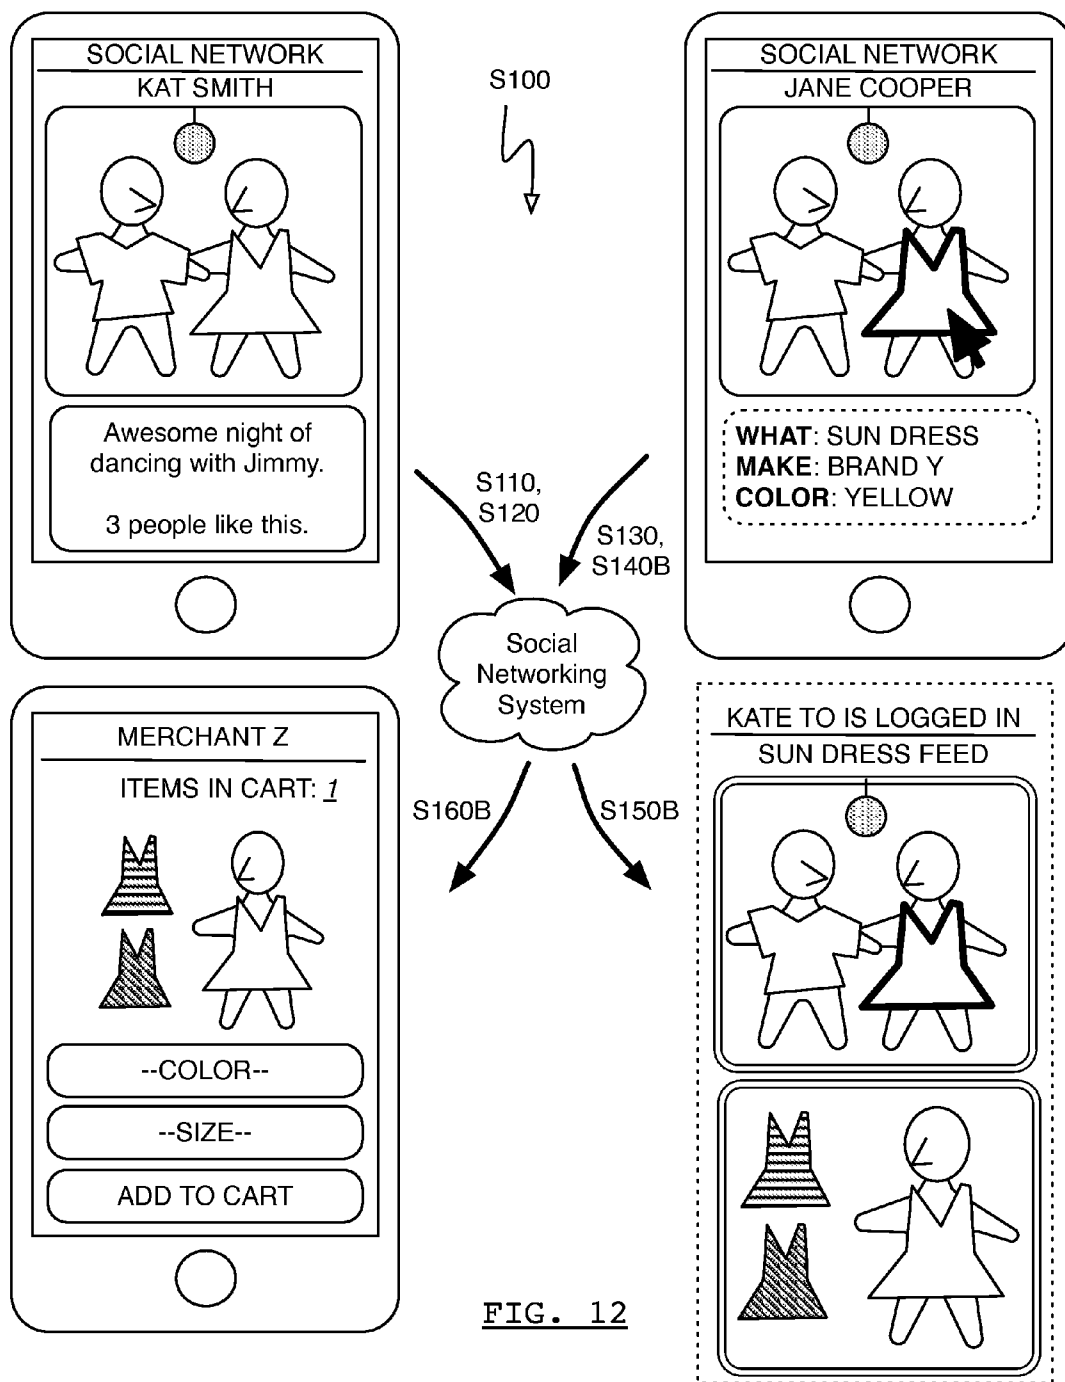 SOCIAL NETWORK
KAT SMITH
Awesome night of
dancing with Jimmy.
3 people like this.
S100
SOCIAL NETWORK
JANE COOPER
WHAT: SUN DRESS
MAKE: BRAND Y
COLOR: YELLOW
S110,
S120
S130,
S140B
Social
Networking
System
S160B
S150B
MERCHANT Z
ITEMS IN CART: 1
--COLOR--
--SIZE--
ADD TO CART
KATE TO IS LOGGED IN
SUN DRESS FEED
FIG. 12